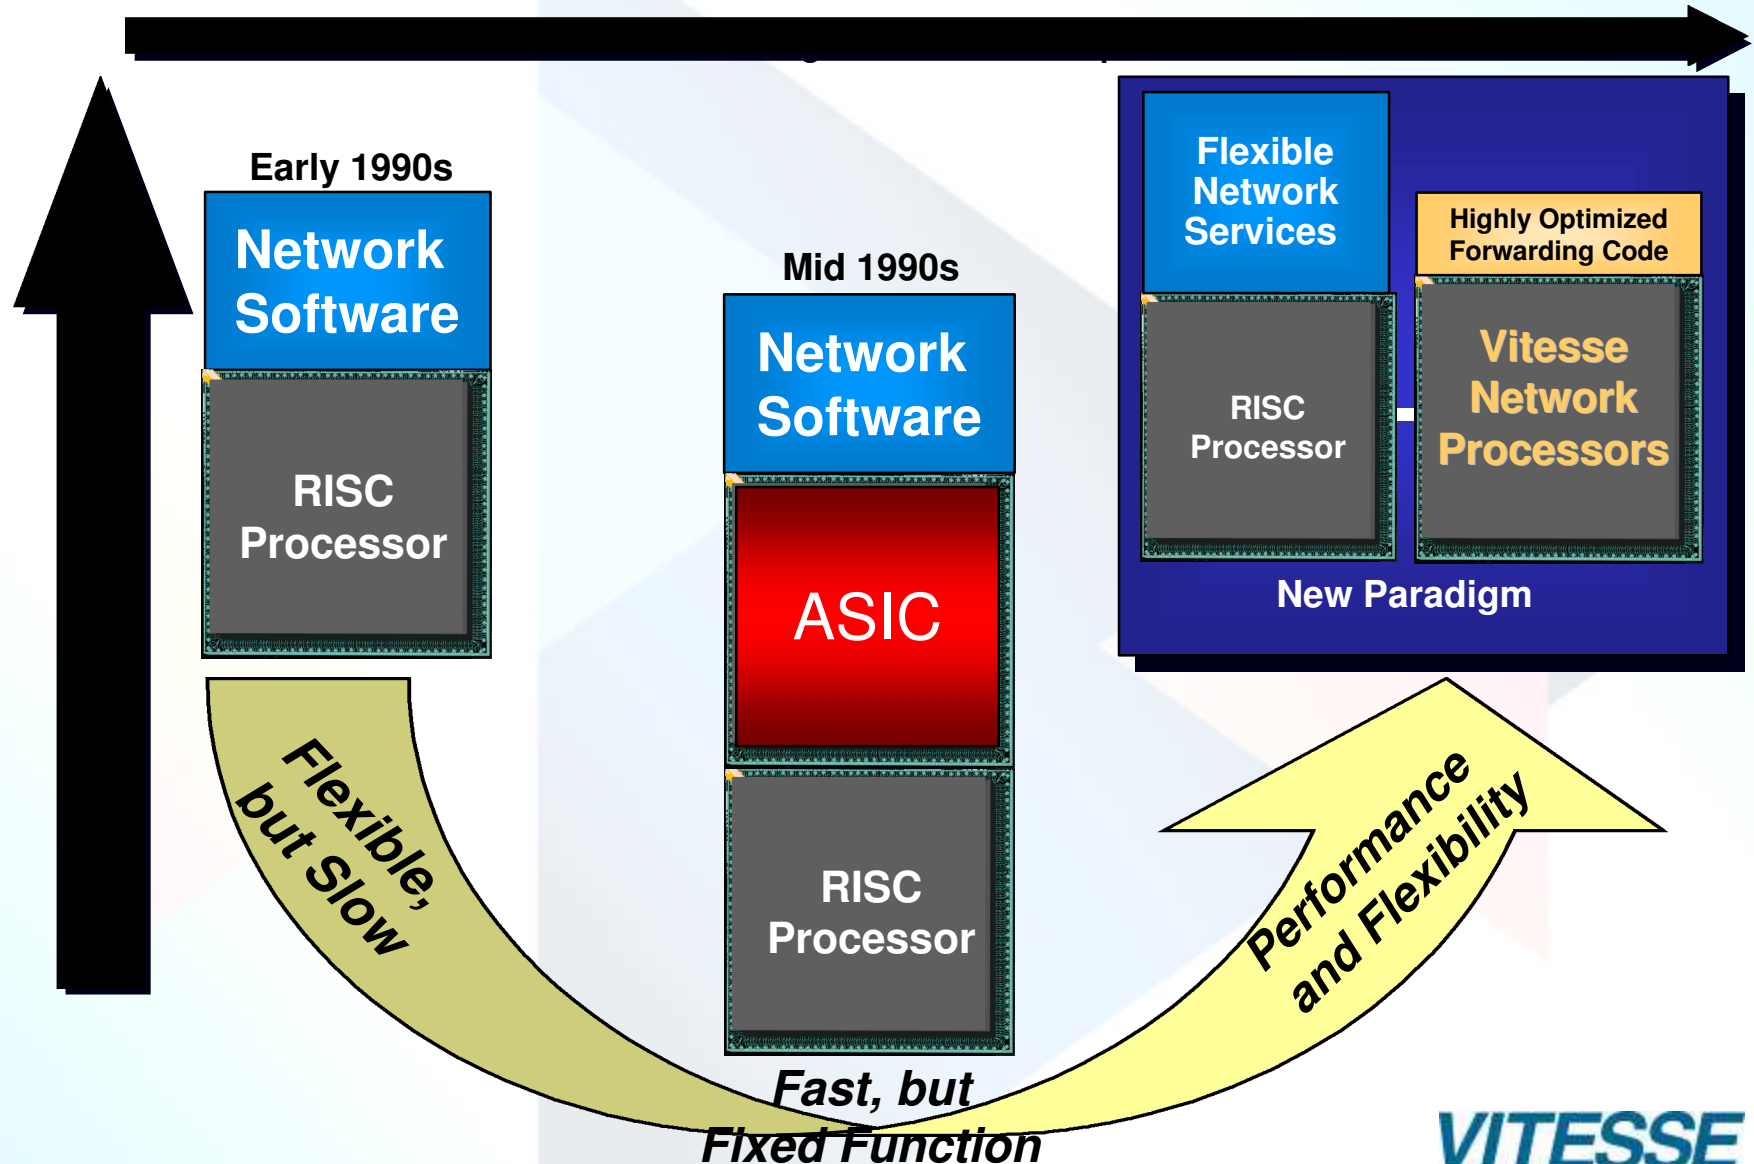 Early 1990s
Network
Software
RISC
Processor
Flexible,
but Slow
Mid 1990s
Network
Software
ASIC
RISC
Processor
Fast, but
Fixed Function
Flexible
Network
Services
RISC
Processor
Highly Optimized
Forwarding Code
Vitesse
Network
Processors
New Paradigm
Performance
and Flexibility
VITESSE